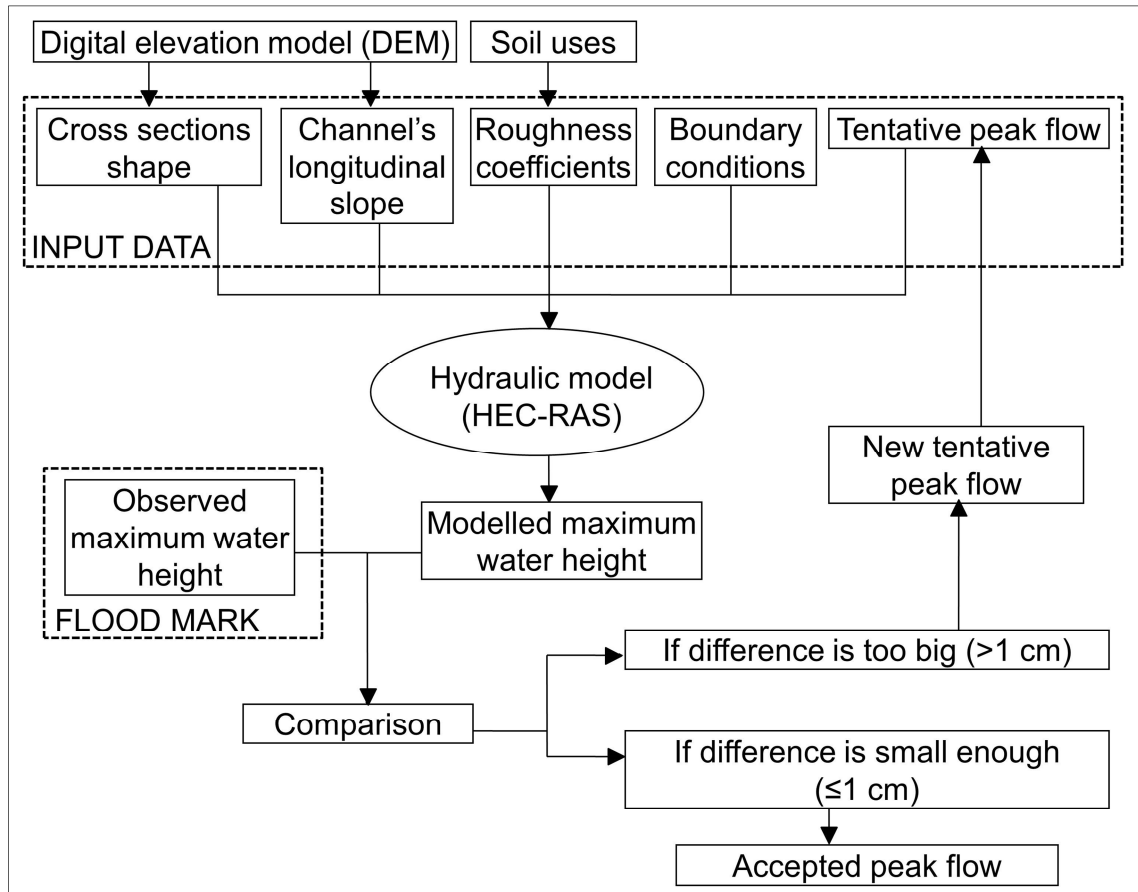 Digital elevation model (DEM)
Soil uses
Cross sections
shape
Channel’s
longitudinal
slope
Roughness
coefficients
Boundary
conditions
Tentative peak flow
INPUT DATA
Hydraulic model
(HEC-RAS)
New tentative
peak flow
Observed
maximum water
height
FLOOD MARK
Modelled maximum
water height
If difference is too big (>1 cm)
Comparison
If difference is small enough
(≤1 cm)
Accepted peak flow